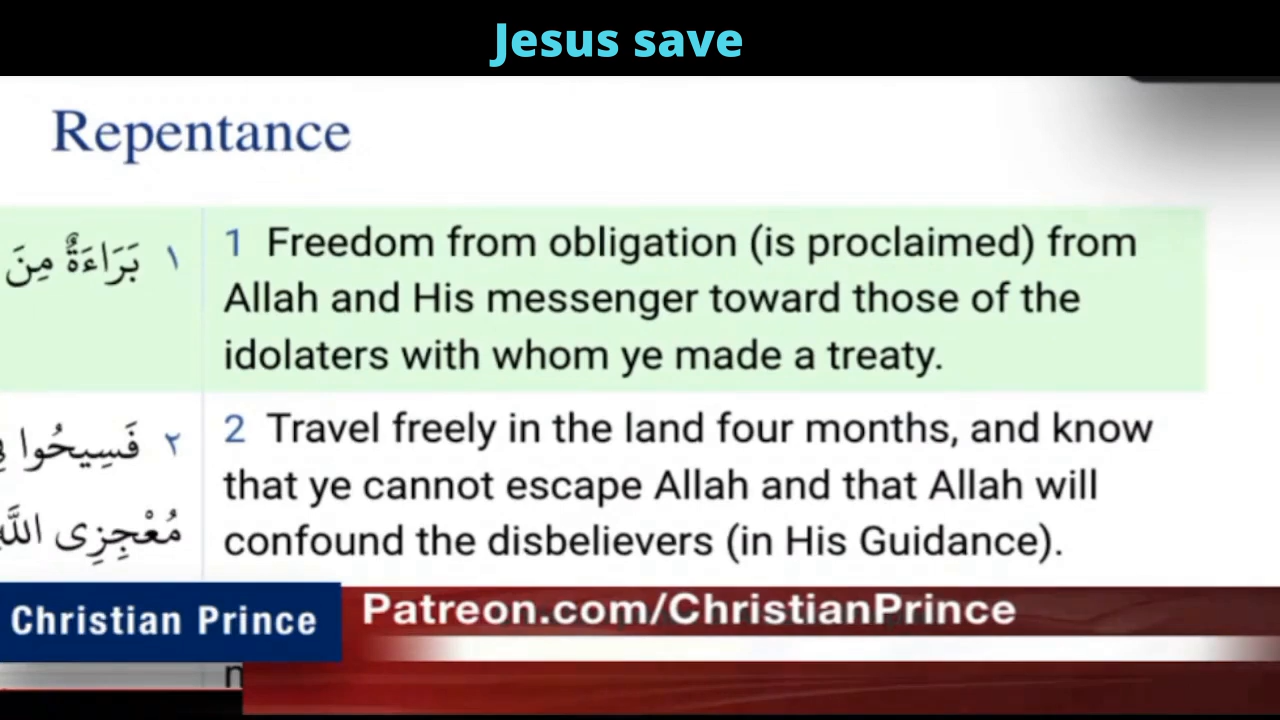 Jesus save
Repentance
بَرَاءَةٌ مِنَ ١
1 Freedom from obligation (is proclaimed) from
Allah and His messenger toward those of the
idolaters with whom ye made a treaty.
فَسِيحُوا ٢
مُعْجِزِى اللَّهِ
2 Travel freely in the land four months, and know
that ye cannot escape Allah and that Allah will
confound the disbelievers (in His Guidance).
Christian Prince
Patreon.com/ChristianPrince